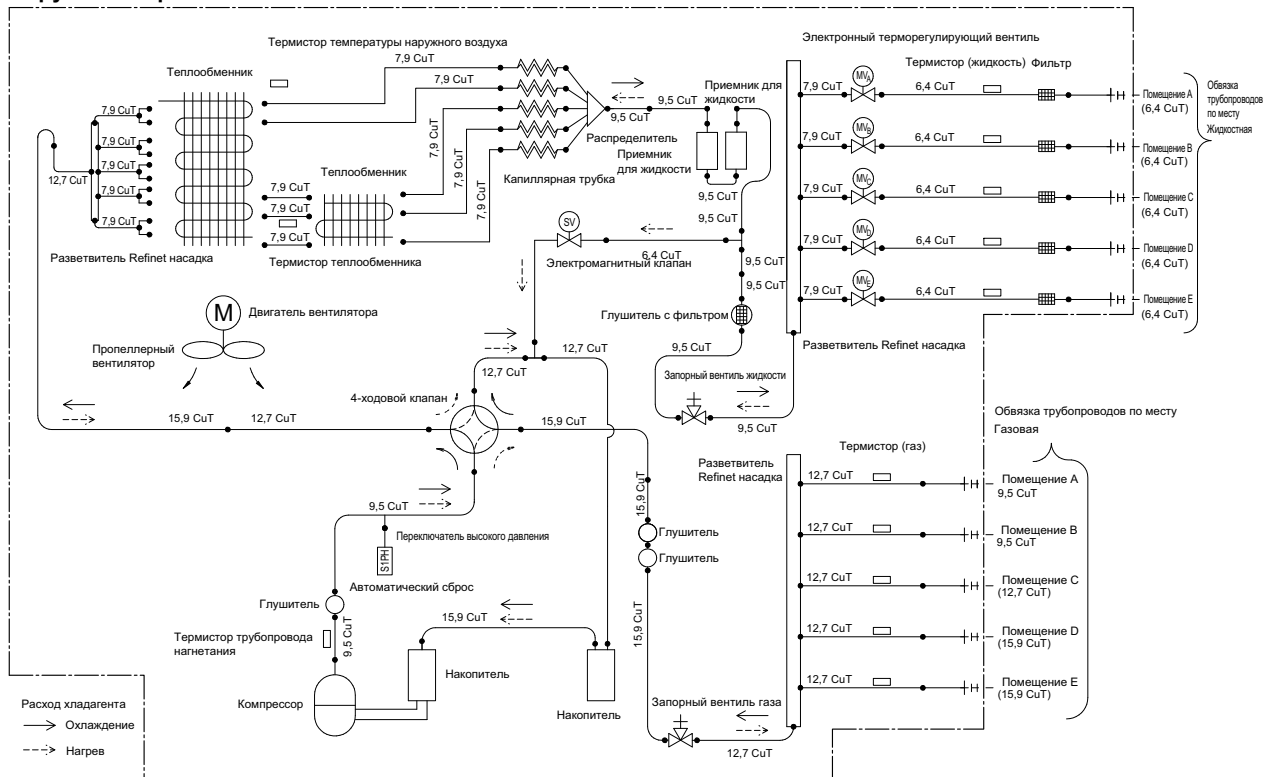 Термистор температуры наружного воздуха
Электронный терморегулирующий вентиль
7,9 CuT
Теплообменник
7,9 CuT
7,9 CuT
7,9 CuT
7,9 CuT
7,9 CuT
7,9 CuT
12,7 CuT
Разветвитель Refinet насадка
7,9 CuT
7,9 CuT
7,9 CuT
Теплообменник
Термистор теплообменника
7,9 CuT
7,9 CuT
7,9 CuT
Капиллярная трубка
9,5 CuT
9,5 CuT
Распределитель
Приемник для
жидкости
Приемник
для жидкости
9,5 CuT
9,5 CuT
SV
6,4 CuT
Электромагнитный клапан
9,5 CuT
9,5 CuT
Глушитель с фильтром
9,5 CuT
Запорный вентиль жидкости
9,5 CuT
Термистор (жидкость)
Фильтр
7,9 CuT
MVA
6,4 CuT
Помещение A
(6,4 CuT)
7,9 CuT
MVB
6,4 CuT
Помещение B
(6,4 CuT)
7,9 CuT
MVC
6,4 CuT
Помещение C
(6,4 CuT)
7,9 CuT
MVD
6,4 CuT
Помещение D
(6,4 CuT)
7,9 CuT
MVE
6,4 CuT
Помещение E
(6,4 CuT)
Обвязка
трубопроводов
по месту
Жидкостная
Разветвитель Refinet насадка
M
Двигатель вентилятора
Пропеллерный
вентилятор
15,9 CuT
12,7 CuT
4-ходовой клапан
12,7 CuT
12,7 CuT
15,9 CuT
9,5 CuT
Переключатель высокого давления
S1PH
Автоматический сброс
Глушитель
Термистор трубопровода
нагнетания
9,5 CuT
Компрессор
15,9 CuT
Накопитель
Накопитель
15,9 CuT
Глушитель
Глушитель
15,9 CuT
Запорный вентиль газа
12,7 CuT
Разветвитель
Refinet насадка
Термистор (газ)
Обвязка трубопроводов по месту
Газовая
12,7 CuT
Помещение A
9,5 CuT
12,7 CuT
Помещение B
9,5 CuT
12,7 CuT
Помещение C
(12,7 CuT)
12,7 CuT
Помещение D
(15,9 CuT)
12,7 CuT
Помещение E
(15,9 CuT)
Расход хладагента
Охлаждение
Нагрев